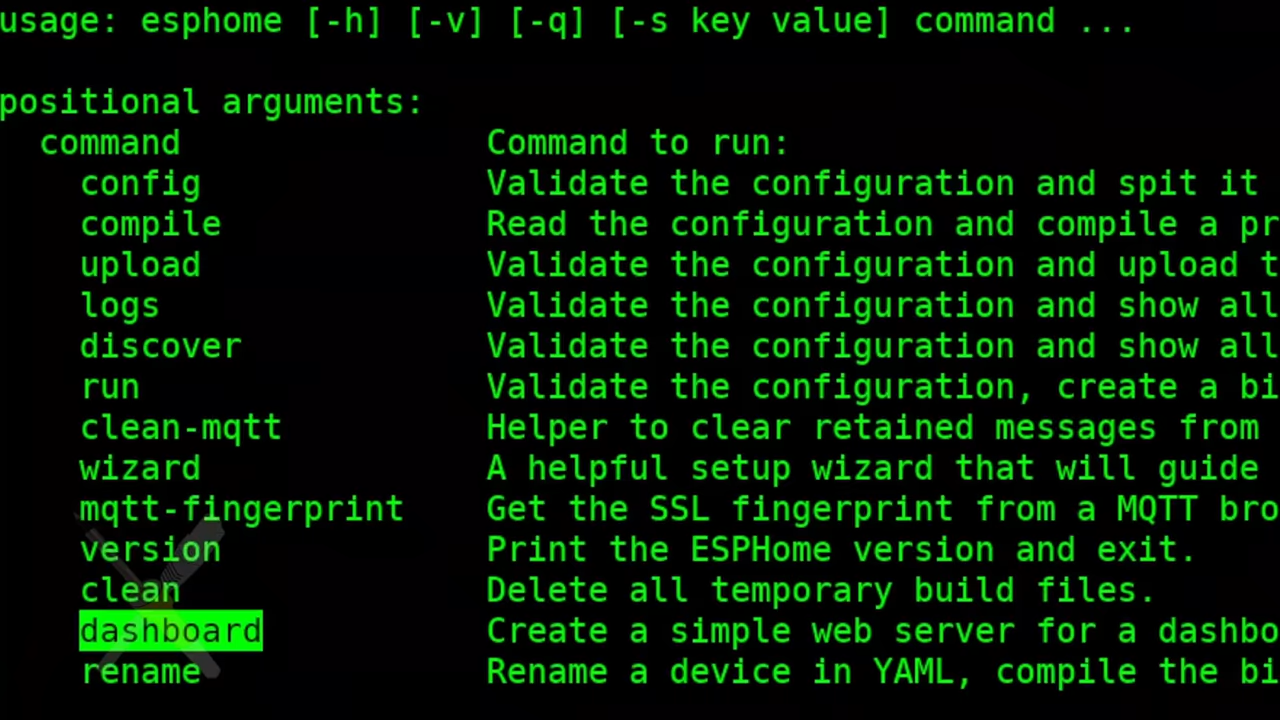 usage: esphome [-h] [-v] [-q] [-s key value] command ...
positional arguments:
command Command to run:
config Validate the configuration and spit it
compile Read the configuration and compile a pr
upload Validate the configuration and upload t
logs Validate the configuration and show all
discover Validate the configuration and show all
run Validate the configuration, create a bi
clean-mqtt Helper to clear retained messages from
wizard A helpful setup wizard that will guide
mqtt-fingerprint Get the SSL fingerprint from a MQTT bro
version Print the ESPHome version and exit.
clean Delete all temporary build files.
dashboard Create a simple web server for a dashbo
rename Rename a device in YAML, compile the bi